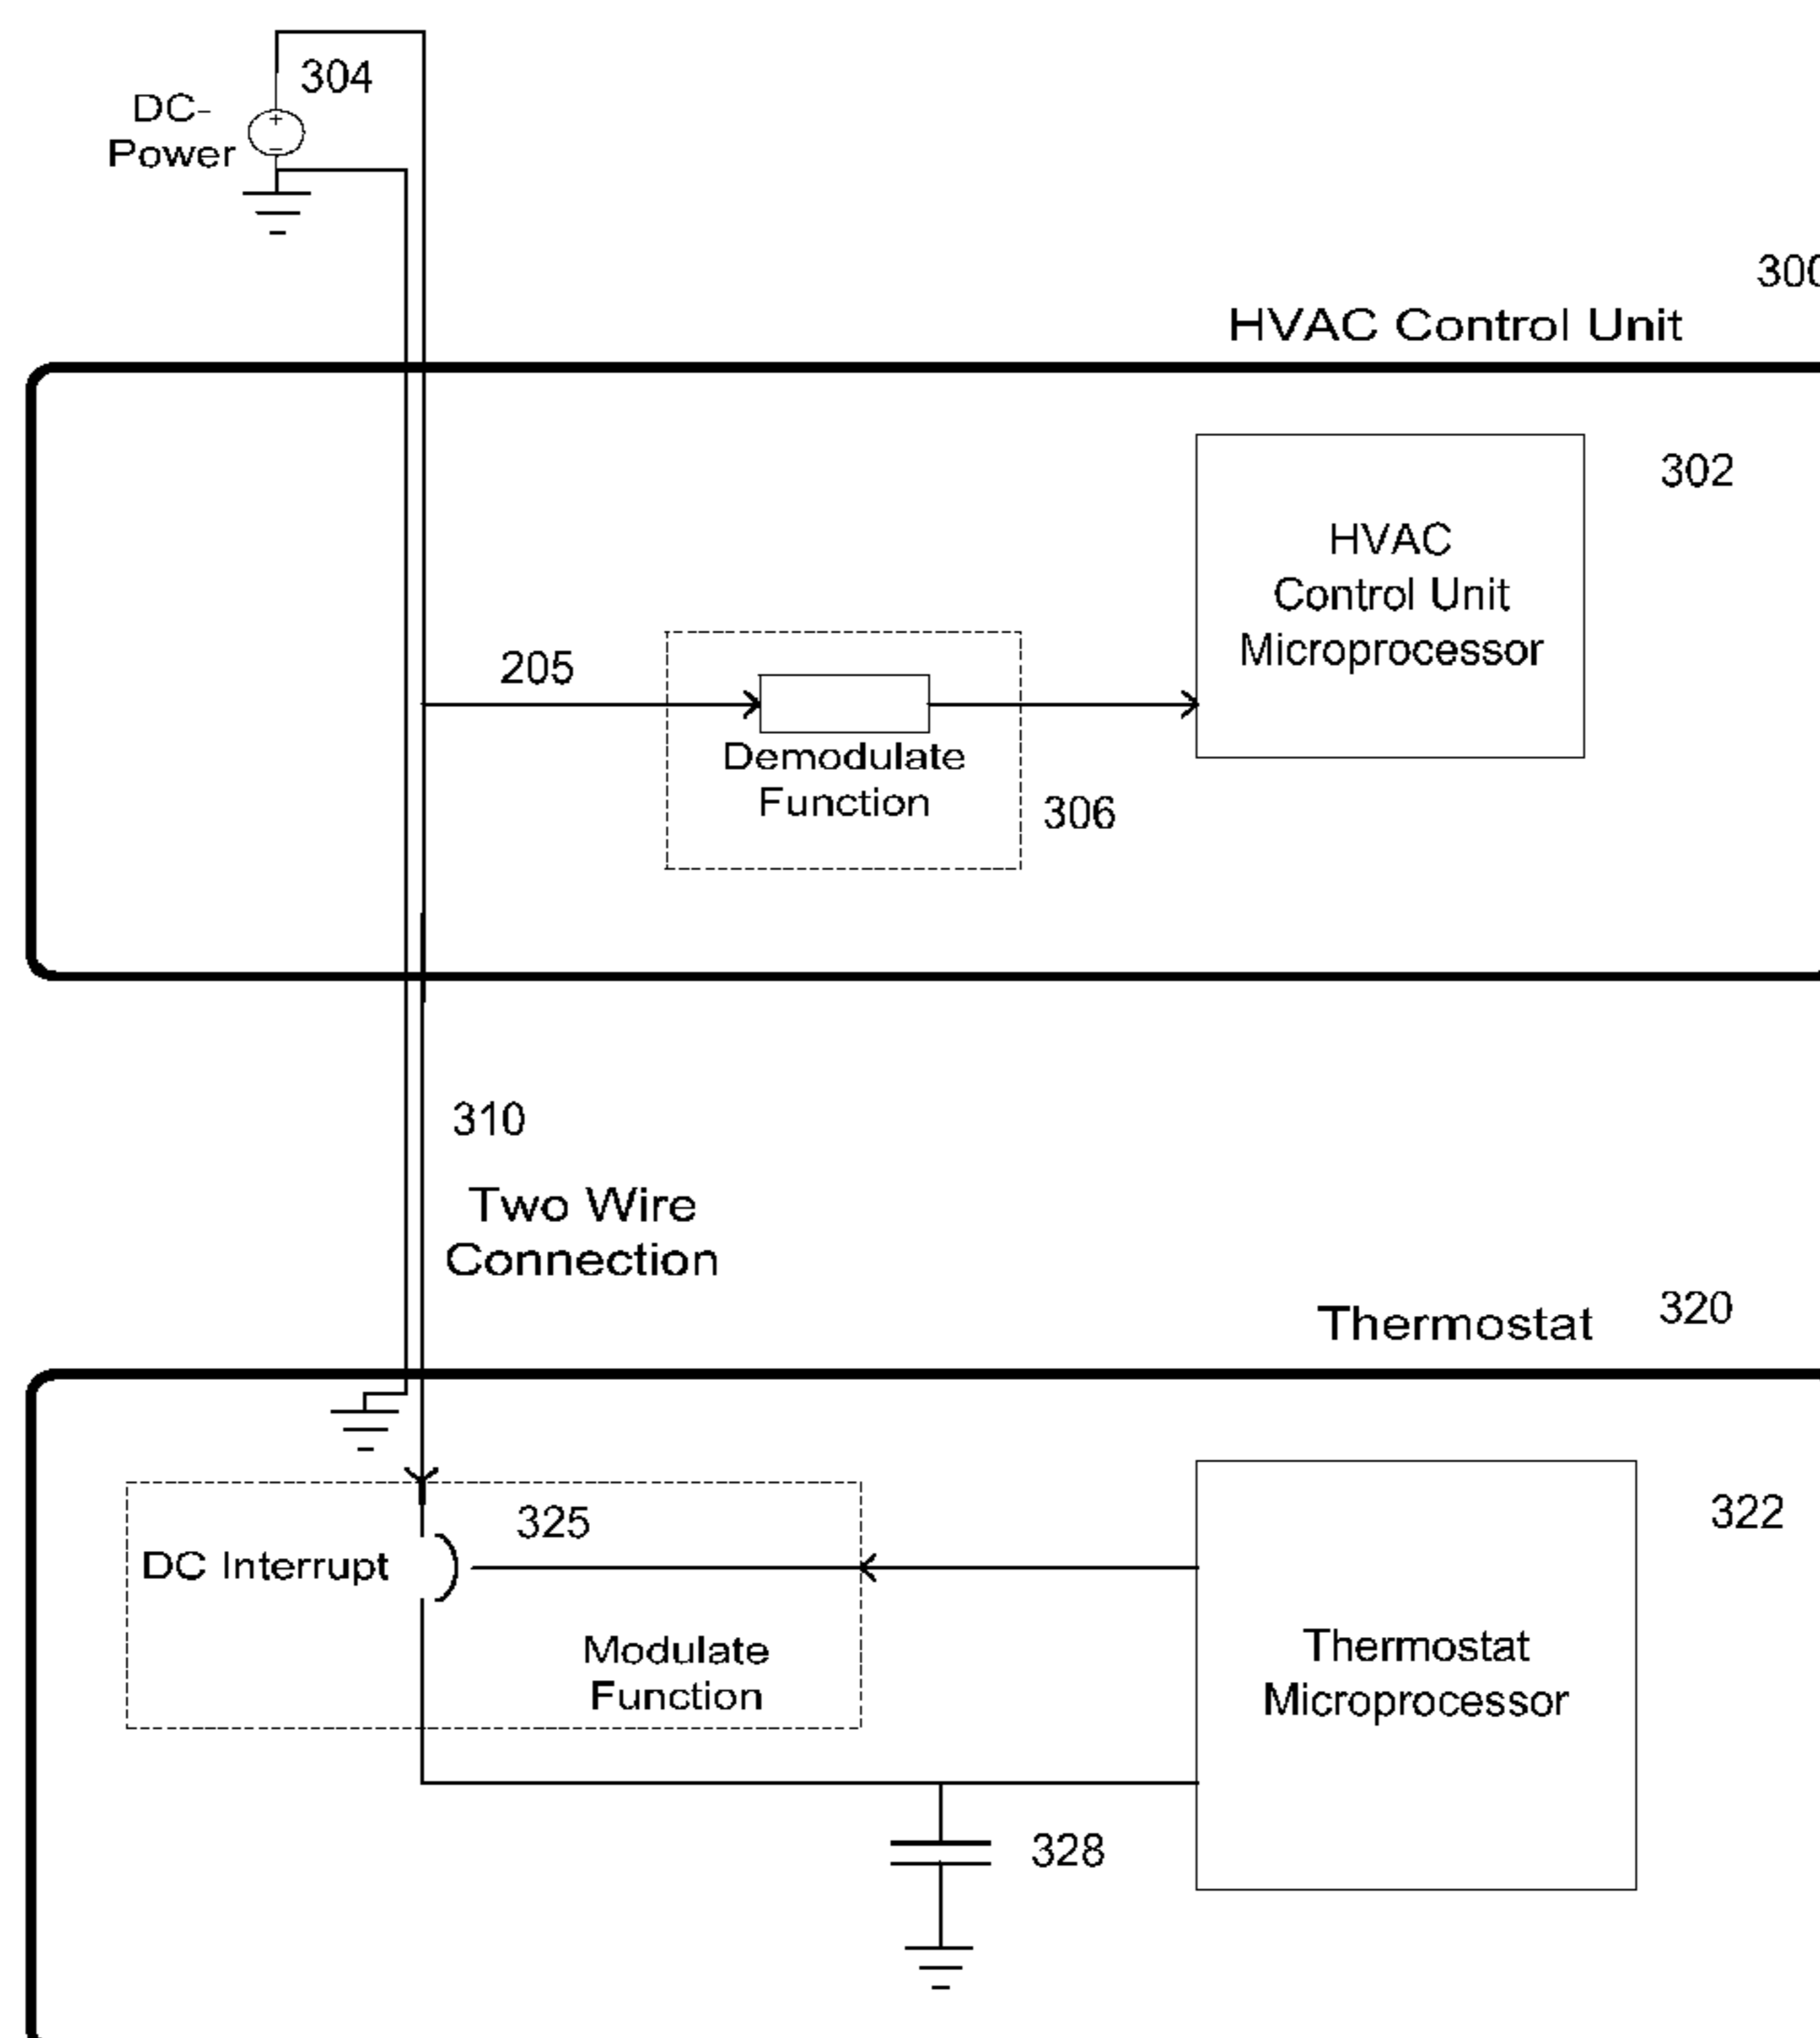 304
DC-
Power
300
HVAC Control Unit
302
HVAC
Control Unit
Microprocessor
205
Demodulate
Function
306
310
Two Wire
Connection
Thermostat
320
325
322
DC Interrupt
Modulate
Function
Thermostat
Microprocessor
328